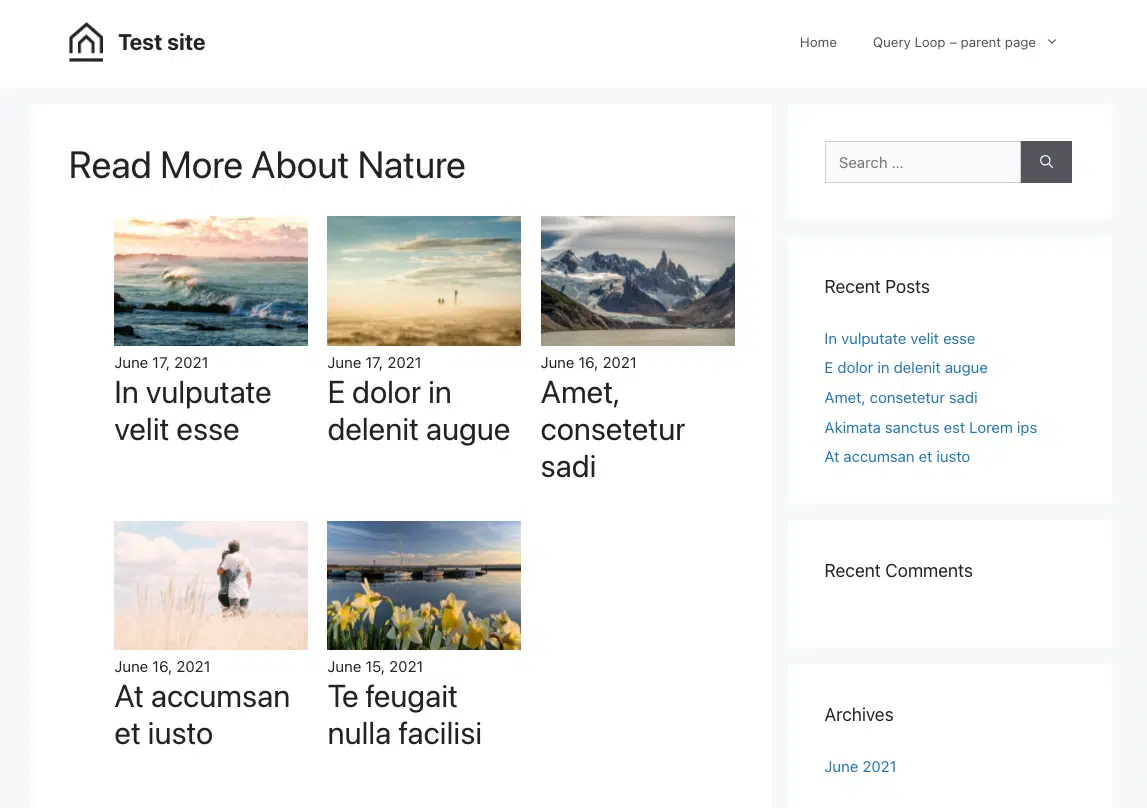 Test site
Home
Query Loop – parent page
Read More About Nature
June 17, 2021
In vulputate
velit esse
June 17, 2021
E dolor in
delenit augue
June 16, 2021
Amet,
consetetur
sadi
June 16, 2021
At accumsan
et iusto
June 15, 2021
Te feugait
nulla facilisi
Search ...
Recent Posts
In vulputate velit esse
E dolor in delenit augue
Amet, consetetur sadi
Akimata sanctus est Lorem ips
At accumsan et iusto
Recent Comments
Archives
June 2021